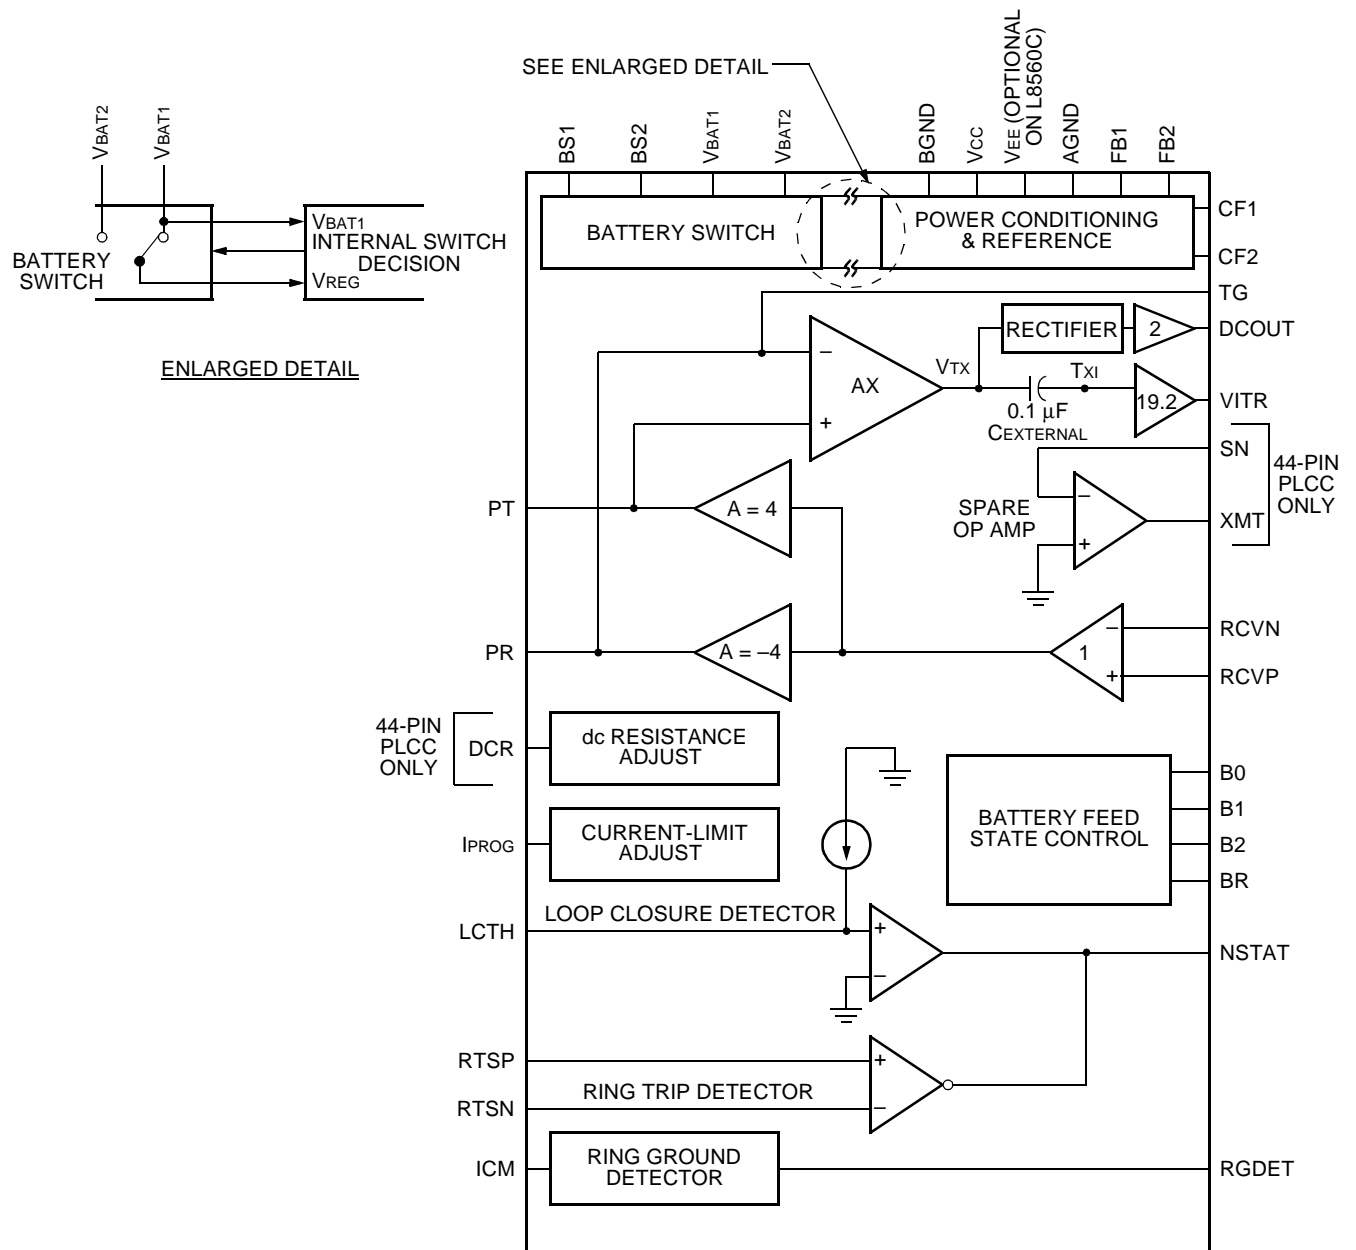 SEE ENLARGED DETAIL
VBAT2
VBAT1
BS1
BS2
VBAT1
VBAT2
BGND
VCC
VEE (OPTIONAL
ON L8560C)
AGND
FB1
FB2
BATTERY
SWITCH
VBAT1
INTERNAL SWITCH
DECISION
VREG
ENLARGED DETAIL
BATTERY SWITCH
POWER CONDITIONING
& REFERENCE
CF1
CF2
TG
RECTIFIER
2
DCOUT
–
+
AX
VTX
0.1 µF
CEXTERNAL
TXI
19.2
VITR
SN
XMT
44-PIN
PLCC
ONLY
SPARE
OP AMP
–
+
PT
A = 4
PR
A = –4
1
–
+
RCVN
RCVP
44-PIN
PLCC
ONLY
DCR
dc RESISTANCE
ADJUST
IPROG
CURRENT-LIMIT
ADJUST
BATTERY FEED
STATE CONTROL
B0
B1
B2
BR
LCTH
LOOP CLOSURE DETECTOR
+
–
NSTAT
RTSP
RTSN
RING TRIP DETECTOR
+
–
ICM
RING GROUND
DETECTOR
RGDET